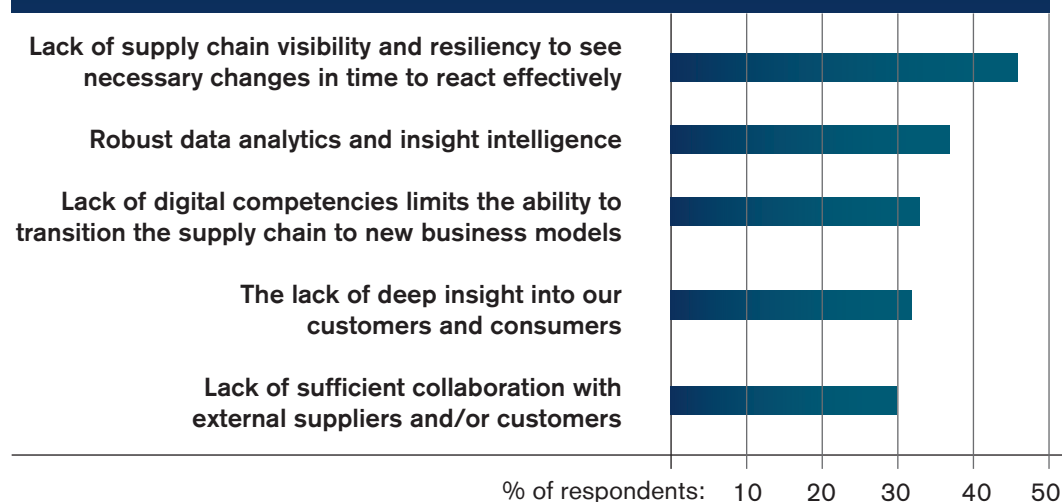 Lack of supply chain visibility and resiliency to see
necessary changes in time to react effectively
Robust data analytics and insight intelligence
Lack of digital competencies limits the ability to
transition the supply chain to new business models
The lack of deep insight into our
customers and consumers
Lack of sufficient collaboration with
external suppliers and/or customers
% of respondents: 10 20 30 40 50